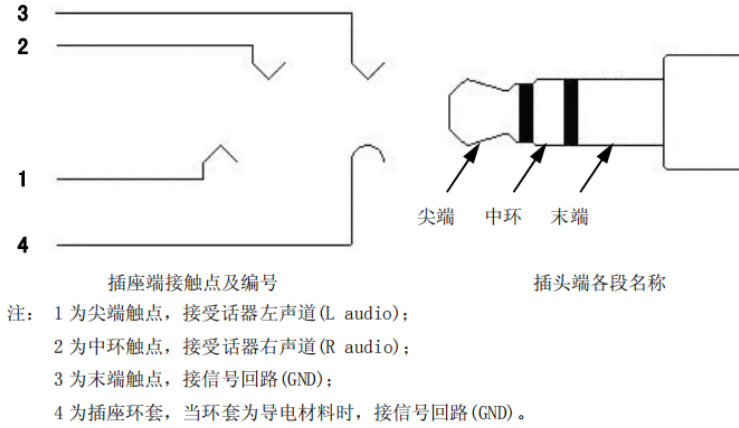 3
2
1
4
尖端 中环 末端
插座端接触点及编号 插头端各段名称
注： 1 为尖端触点，接受话器左声道(L audio)；
2 为中环触点，接受话器右声道(R audio)；
3 为末端触点，接信号回路(GND)；
4 为插座环套，当环套为导电材料时，接信号回路(GND)。